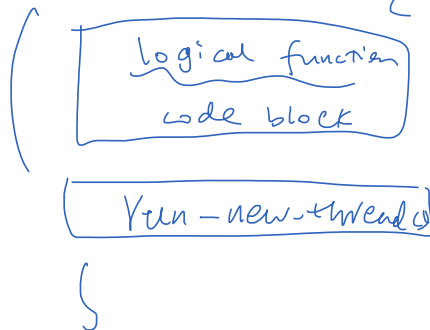 logical function
code block
run_new_thread()